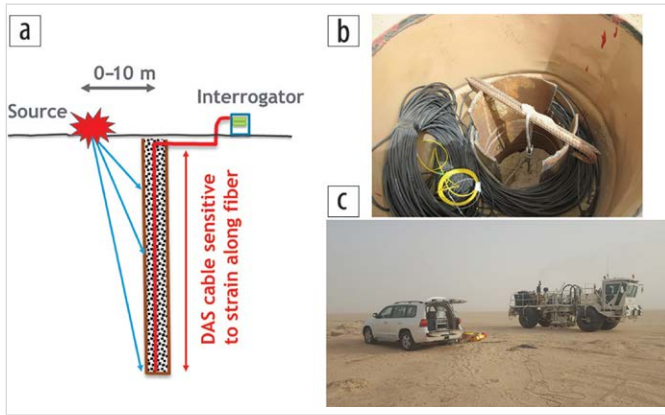 a
0–10 m
Source
Interrogator
DAS cable sensitive
to strain along fiber
b
c